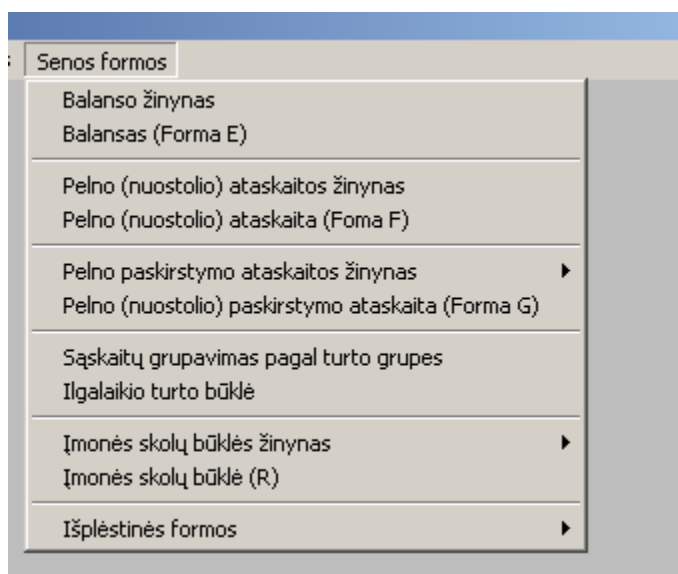 Senos formos
Balanso žinynas
Balansas (Forma E)
Pelno (nuostolio) ataskaitos žinynas
Pelno (nuostolio) ataskaita (Foma F)
Pelno paskirstymo ataskaitos žinynas
Pelno (nuostolio) paskirstymo ataskaita (Forma G)
Sąskaitų grupavimas pagal turto grupes
Ilgalaikio turto būklė
Įmonės skolų būklės žinynas
Įmonės skolų būklė (R)
Išplėstinės formos